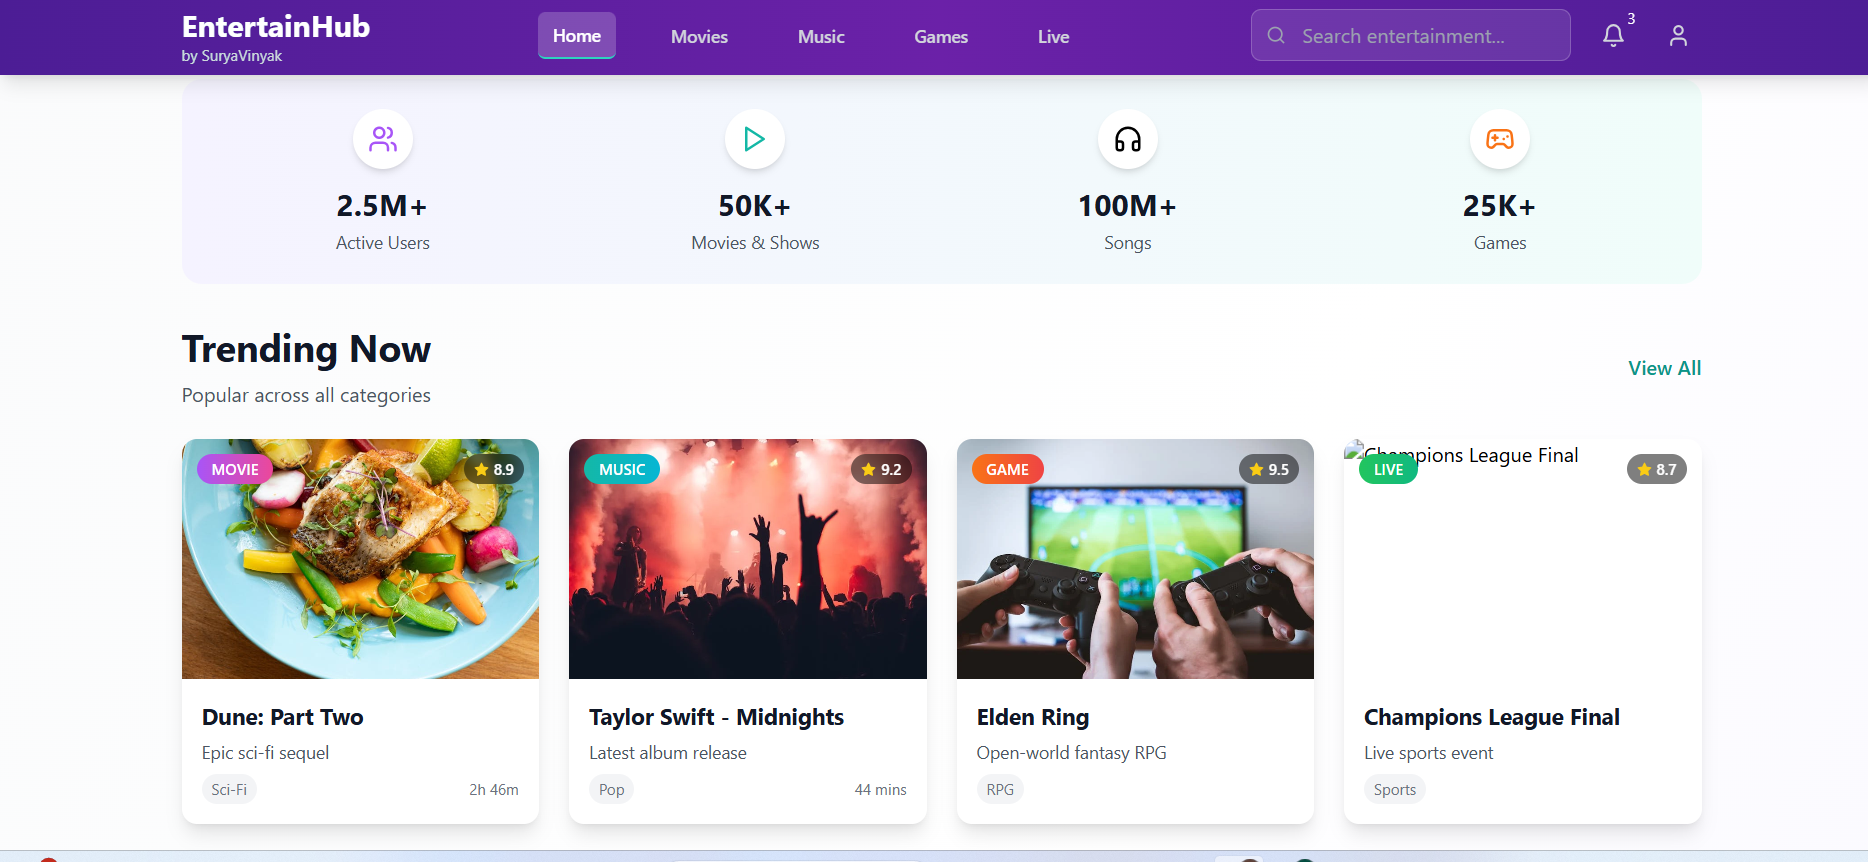 EntertainHub
by SuryaVinyak
Home
Movies
Music
Games
Live
Search entertainment...
3
2.5M+
Active Users
50K+
Movies & Shows
100M+
Songs
25K+
Games
Trending Now
Popular across all categories
View All
MOVIE
8.9
Dune: Part Two
Epic sci-fi sequel
Sci-Fi
2h 46m
MUSIC
9.2
Taylor Swift - Midnights
Latest album release
Pop
44 mins
GAME
9.5
Elden Ring
Open-world fantasy RPG
RPG
Champions League Final
LIVE
8.7
Champions League Final
Live sports event
Sports